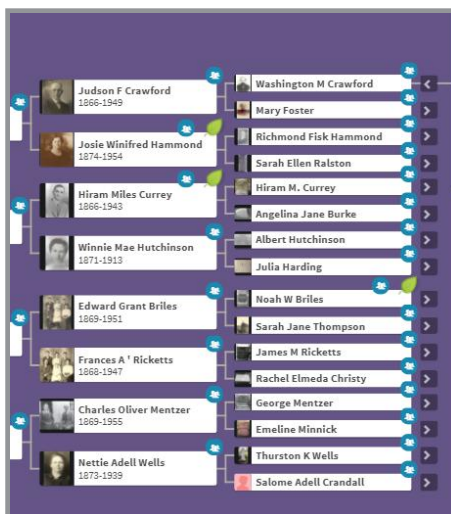 Judson F Crawford
1866-1949
Josie Winifred Hammond
1874-1954
Hiram Miles Currey
1866-1943
Winnie Mae Hutchinson
1871-1913
Edward Grant Briles
1869-1951
Frances A ' Ricketts
1868-1947
Charles Oliver Mentzer
1869-1955
Nettie Adell Wells
1873-1939
Washington M Crawford
Mary Foster
Richmond Fisk Hammond
Sarah Ellen Ralston
Hiram M. Currey
Angelina Jane Burke
Albert Hutchinson
Julia Harding
Noah W Briles
Sarah Jane Thompson
James M Ricketts
Rachel Elmeda Christy
George Mentzer
Emeline Minnick
Thurston K Wells
Salome Adell Crandall